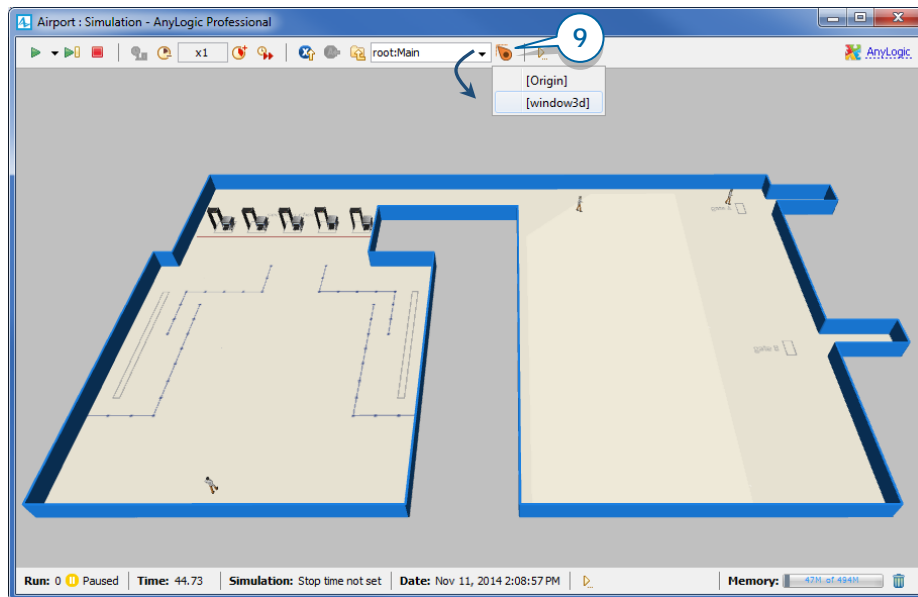 Airport : Simulation - AnyLogic Professional
9
x1
root:Main
AnyLogic
[Origin]
[window3d]
Run: 0 Paused Time: 44.73 Simulation: Stop time not set Date: Nov 11, 2014 2:08:57 PM Memory: 47M of 494M